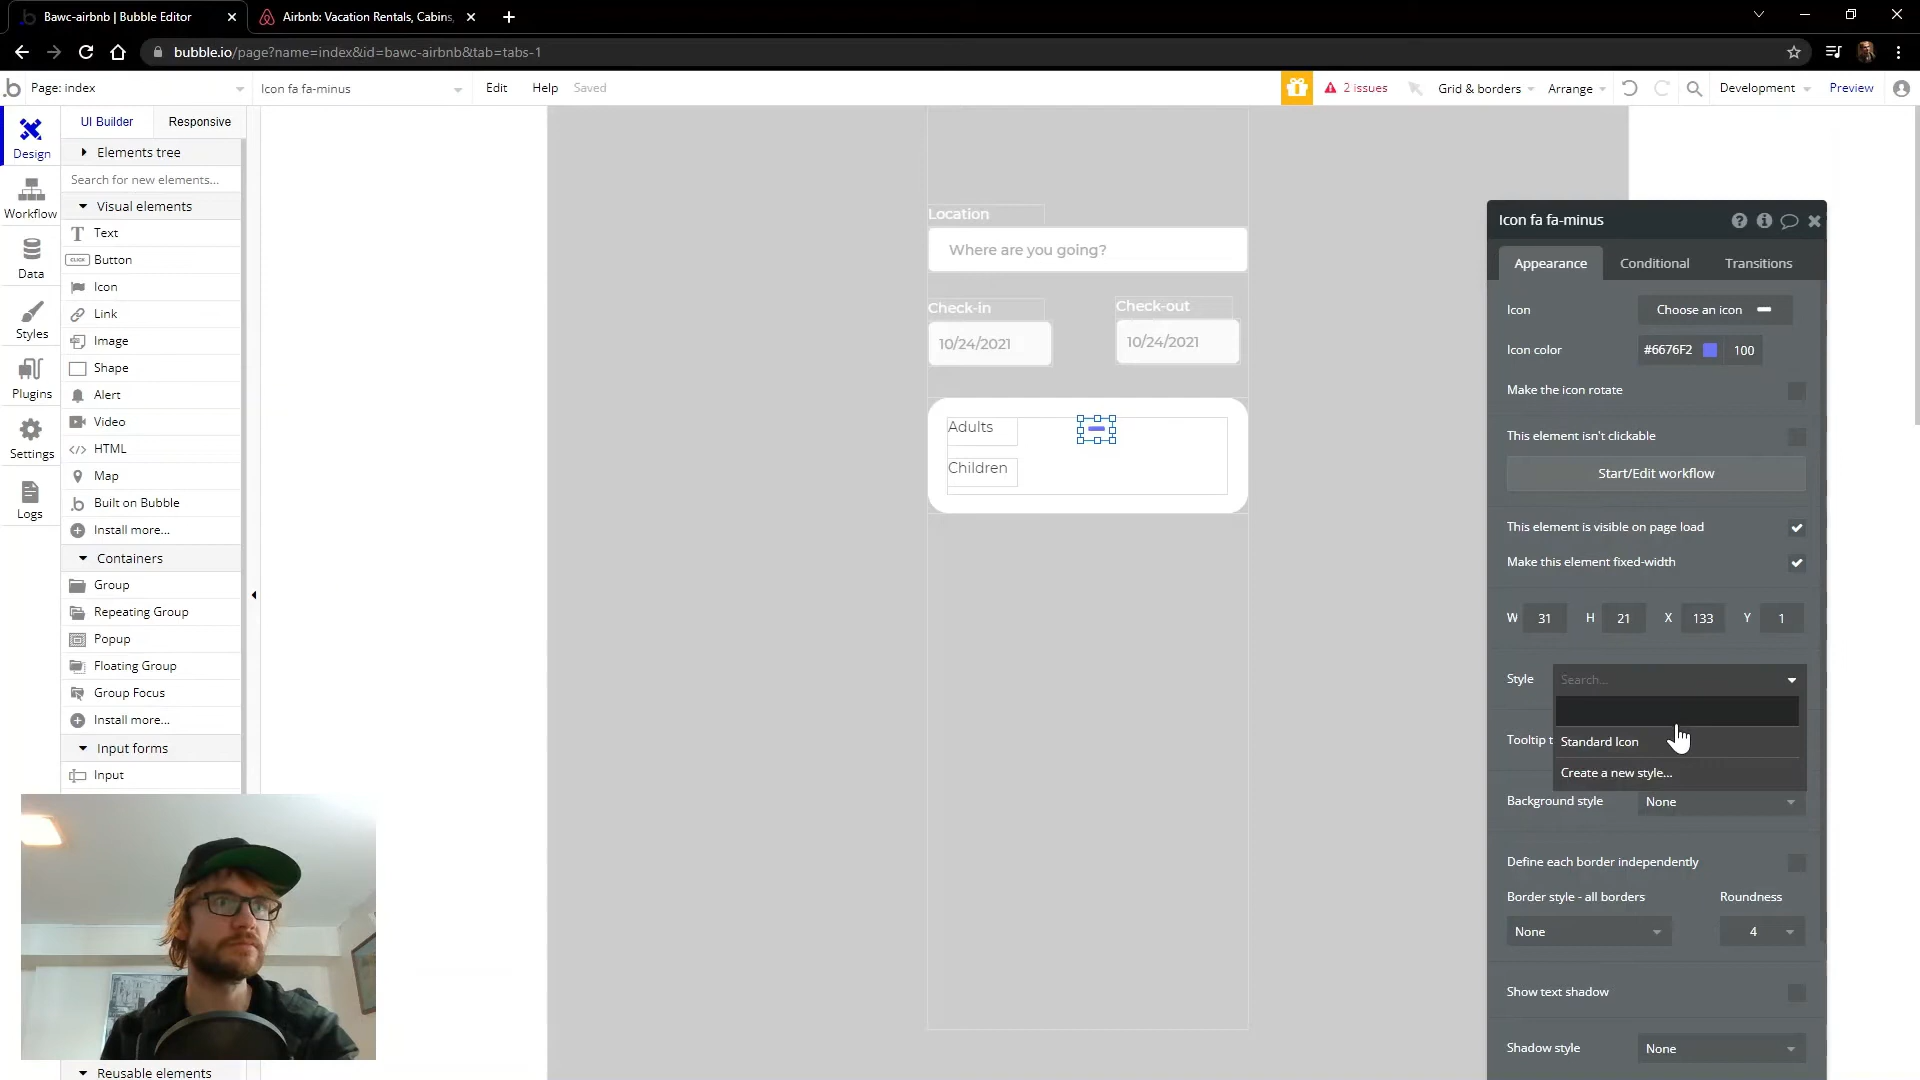 Bawc-airbnb | Bubble Editor
Airbnb: Vacation Rentals, Cabins,
bubble.io/page?name=index&id=bawc-airbnb&tab=tabs-1
Page: index
Icon fa fa-minus
Edit
Help
Saved
2 issues
Grid & borders
Arrange
Development
Preview
Design
Workflow
Data
Styles
Plugins
Settings
Logs
UI Builder
Responsive
Elements tree
Search for new elements...
Visual elements
Text
CLICK
Button
Icon
Link
Image
Shape
Alert
Video
HTML
Map
Built on Bubble
Install more...
Containers
Group
Repeating Group
Popup
Floating Group
Group Focus
Install more...
Input forms
Input
Reusable elements
Location
Where are you going?
Check-in
Check-out
10/24/2021
10/24/2021
Adults
Children
Icon fa fa-minus
Appearance
Conditional
Transitions
Icon
Choose an icon
Icon color
#6676F2
100
Make the icon rotate
This element isn't clickable
Start/Edit workflow
This element is visible on page load
Make this element fixed-width
W 31 H 21 X 133 Y 1
Style
Search...
Standard Icon
Create a new style...
Tooltip t
Background style
None
Define each border independently
Border style - all borders
Roundness
None
4
Show text shadow
Shadow style
None